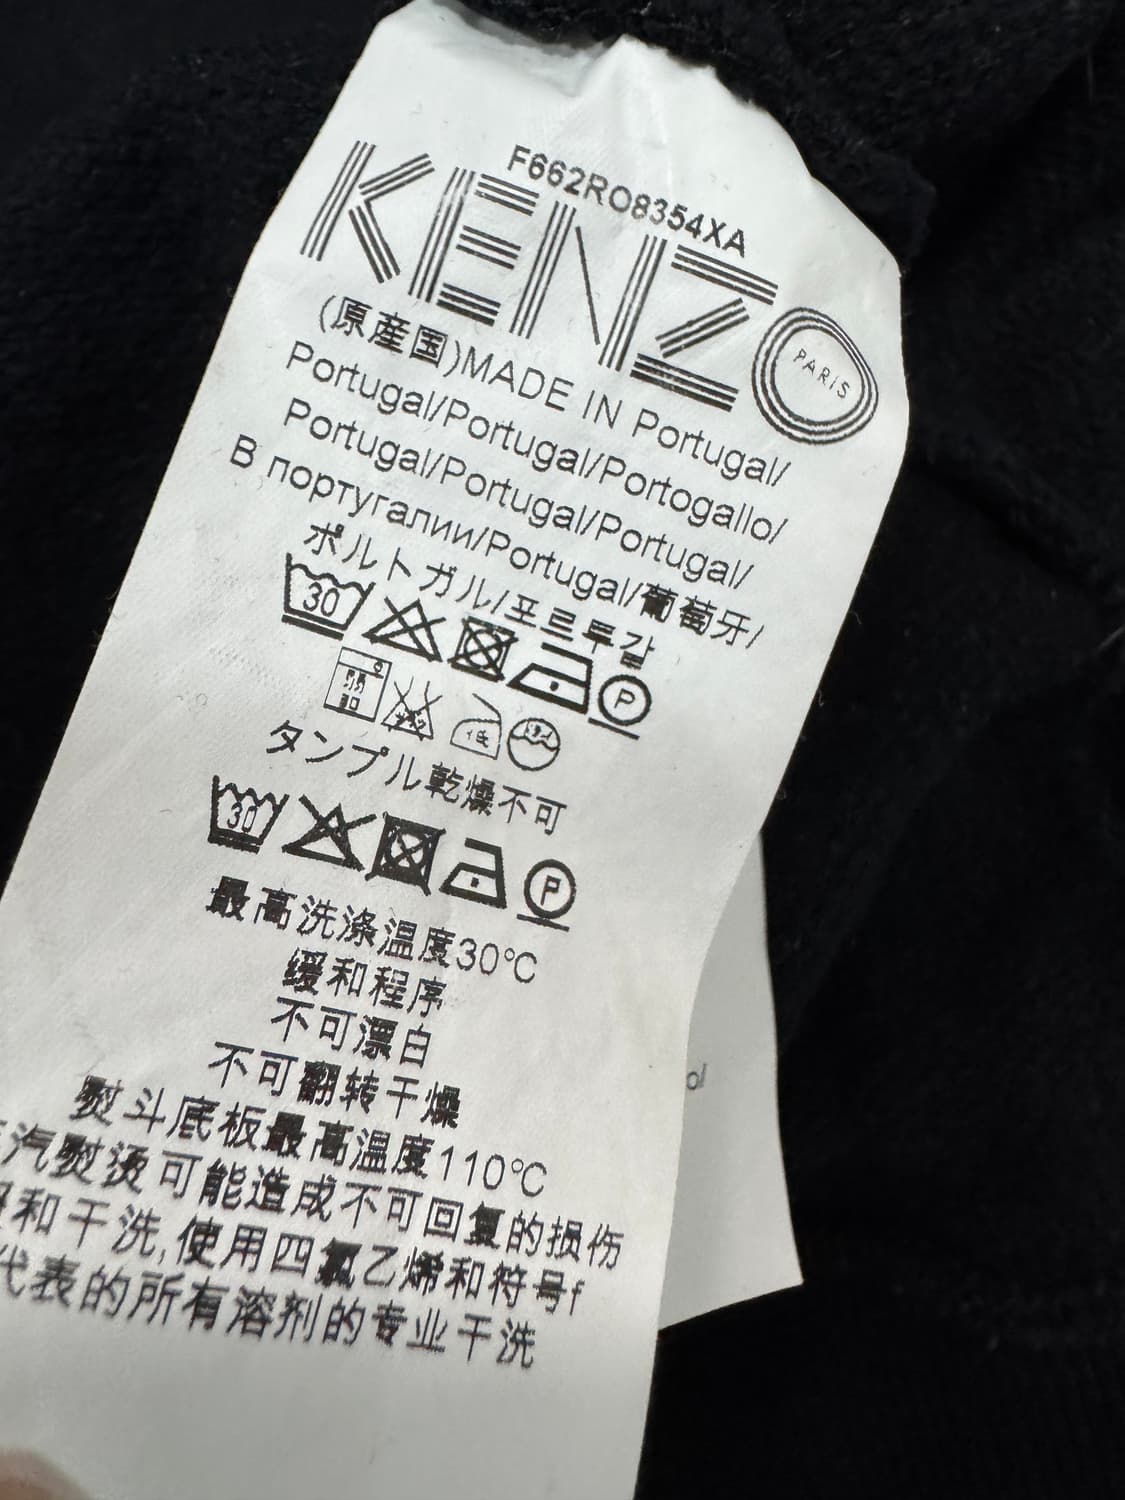 F662RO8354XA
KENZO
PARIS
(原産国)MADE IN Portugal/
Portugal/Portugal/Portogallo/
Portugal/Portugal/Portugal/
В португалии/Portugal/葡萄牙/
ポルトガル/포르투갈
30
P
弱
30
低
タンブル乾燥不可
30
P
最高洗涤温度30℃
缓和程序
不可漂白
不可翻转干燥
熨斗底板最高温度110℃
汽熨烫可能造成不可回复的损伤
和干洗,使用四氯乙烯和符号f
代表的所有溶剂的专业干洗
ol